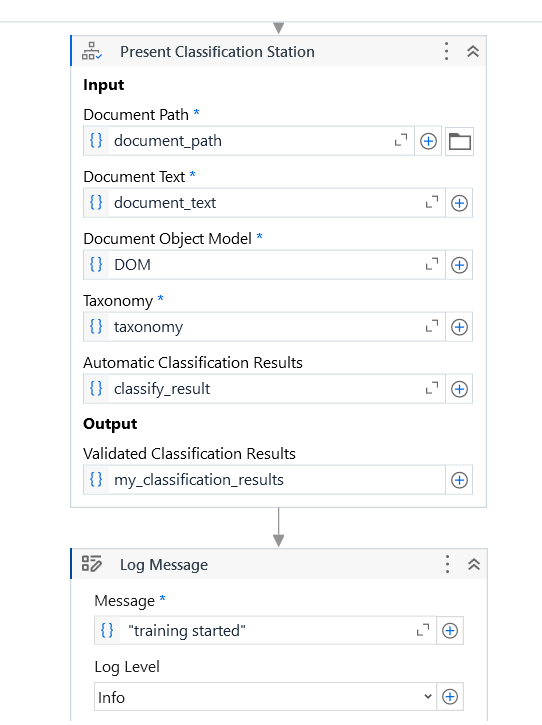 Present Classification Station
Input
Document Path *
{} document_path
Document Text *
{} document_text
Document Object Model *
{} DOM
Taxonomy *
{} taxonomy
Automatic Classification Results
{} classify_result
Output
Validated Classification Results
{} my_classification_results
Log Message
Message *
{} "training started"
Log Level
Info